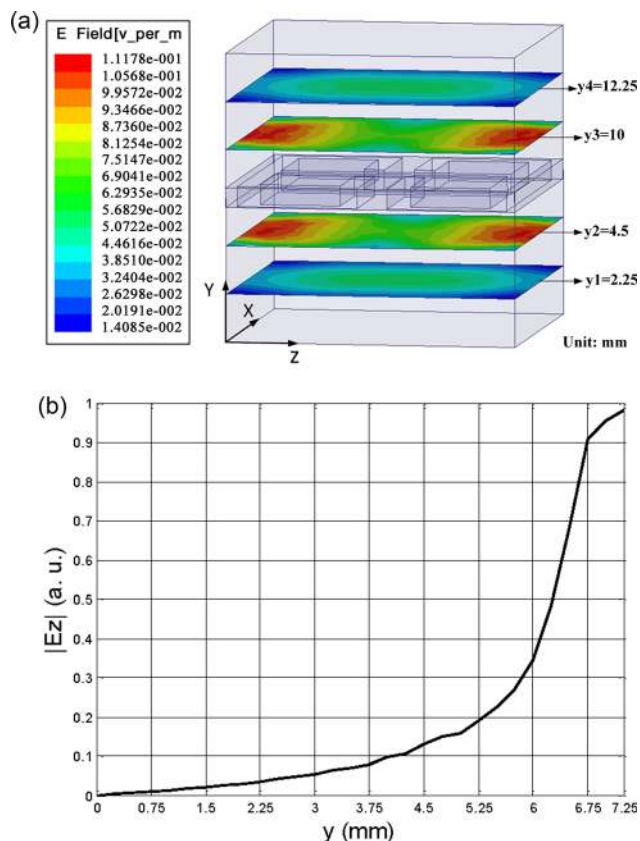 (a)
E Field[v_per_m
1.1178e-001
1.0568e-001
9.9572e-002
9.3466e-002
8.7360e-002
8.1254e-002
7.5147e-002
6.9041e-002
6.2935e-002
5.6829e-002
5.0722e-002
4.4616e-002
3.8510e-002
3.2404e-002
2.6298e-002
2.0191e-002
1.4085e-002
y4=12.25
y3=10
y2=4.5
y1=2.25
Y
X
Z
Unit: mm
(b)
|Ez| (a. u.)
1
0.9
0.8
0.7
0.6
0.5
0.4
0.3
0.2
0.1
0
0 0.75 1.5 2.25 3 3.75 4.5 5.25 6 6.75 7.25
y (mm)